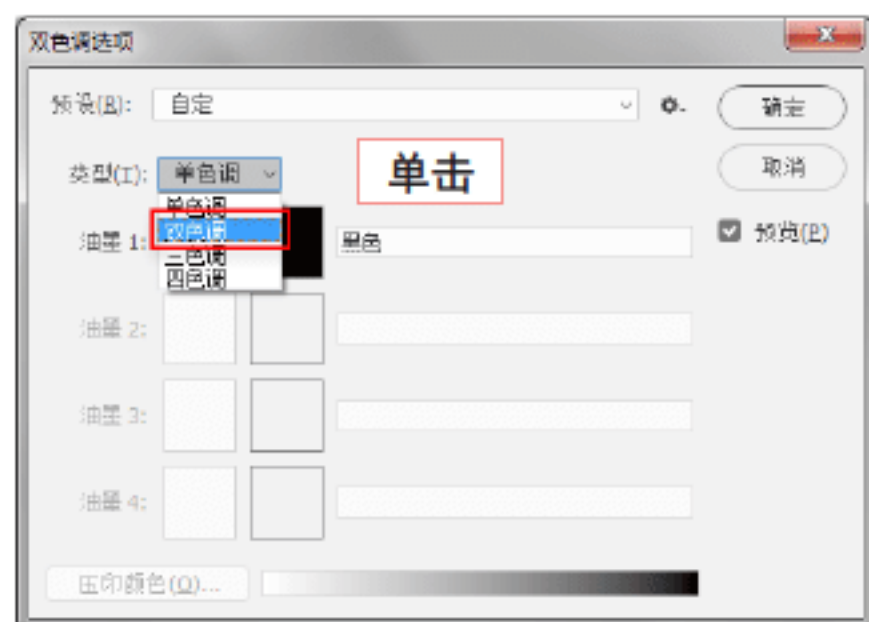 双色调选项
预设(R): 自定
确定
类型(T): 单色调
单击
取消
单色调
双色调
三色调
四色调
油墨 1: 黑色
预览(P)
油墨 2:
油墨 3:
油墨 4:
压印颜色(O)...